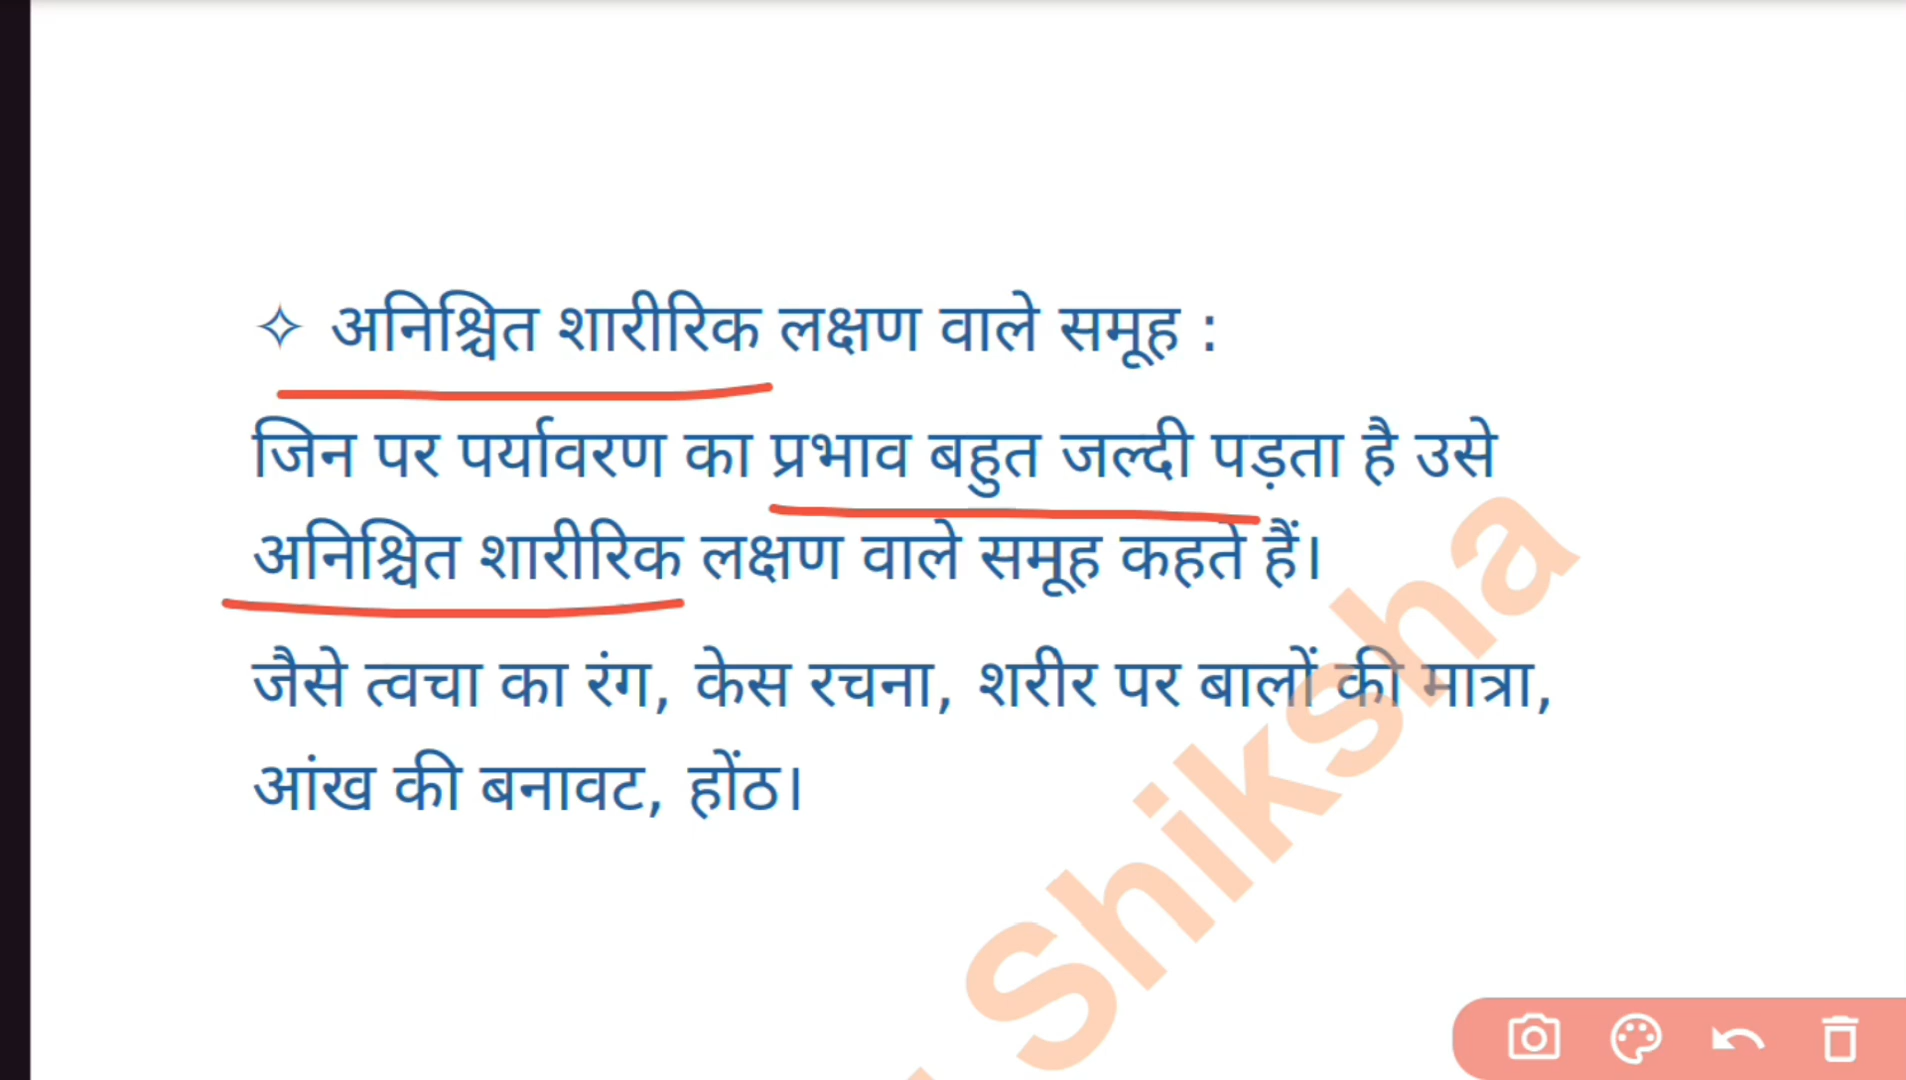 ✧ अनिश्चित शारीरिक लक्षण वाले समूह :
जिन पर पर्यावरण का प्रभाव बहुत जल्दी पड़ता है उसे
अनिश्चित शारीरिक लक्षण वाले समूह कहते हैं।
जैसे त्वचा का रंग, केस रचना, शरीर पर बालों की मात्रा,
आंख की बनावट, होंठ।
Shiksha